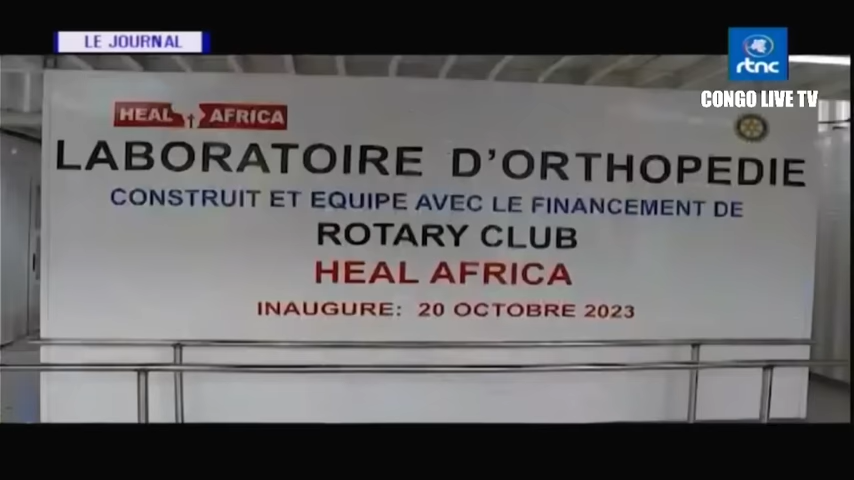 LE JOURNAL
rtnc
CONGO LIVE TV
HEAL AFRICA
LABORATOIRE D'ORTHOPEDIE
CONSTRUIT ET EQUIPE AVEC LE FINANCEMENT DE
ROTARY CLUB
HEAL AFRICA
INAUGURE: 20 OCTOBRE 2023